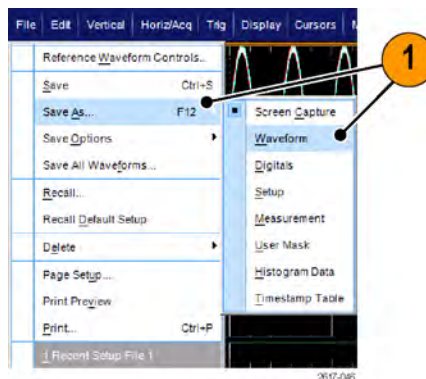 File Edit Vertical Horiz/Acq Trig Display Cursors
Reference Waveform Controls..
Save Ctrl+S
Save As... F12
Save Options
Save All Waveforms...
Recall...
Recall Default Setup
Delete
Page Setup...
Print Preview
Print... Ctrl+P
1 Recent Setup File 1
Screen Capture
Waveform
Digitals
Setup
Measurement
User Mask
Histogram Data
Timestamp Table
1
2617-046